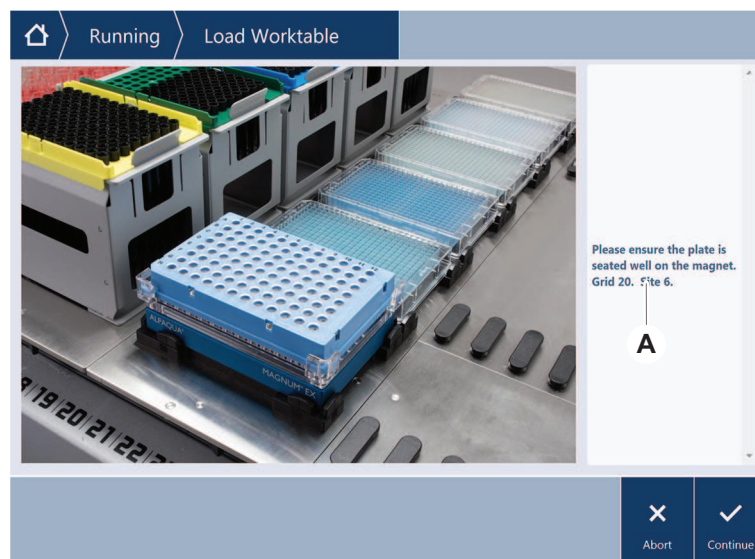 Running
Load Worktable
Please ensure the plate is
seated well on the magnet.
Grid 20. Site 6.
A
ALPAQUA
MAGNUM EX
19 20 21 22
Abort
Continue